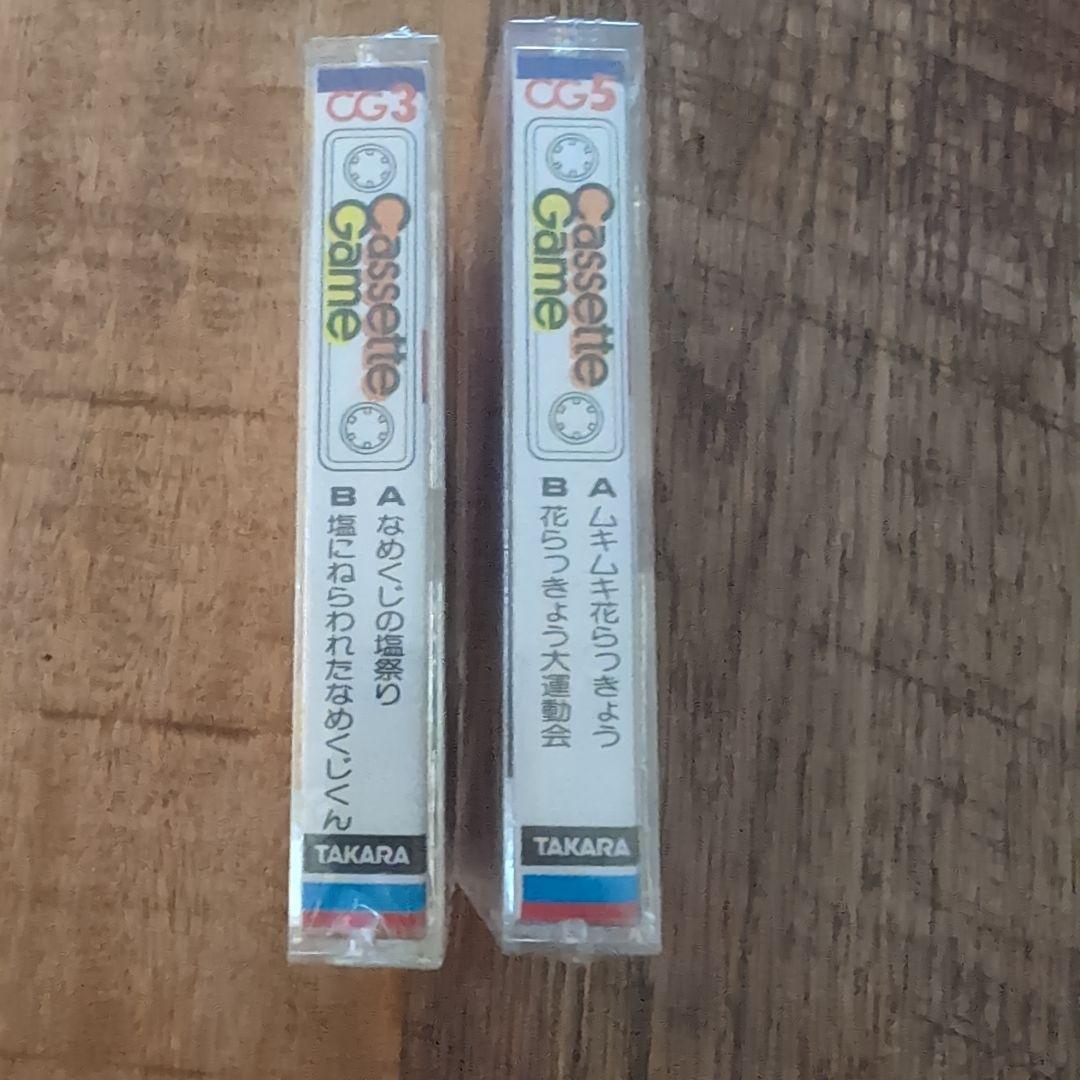 CG3
Cassette
Game
A なめくじの塩祭り
B 塩にねらわれたなめくじくん
TAKARA
CG5
Cassette
Game
A ムキムキ花らっきょう
B 花らっきょう大運動会
TAKARA